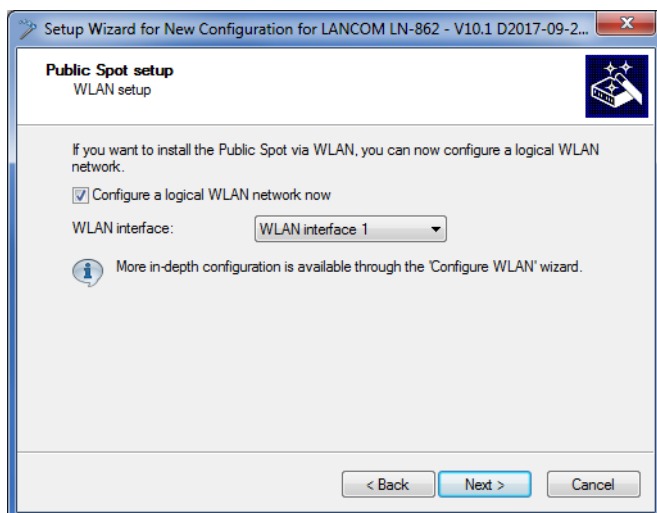 Setup Wizard for New Configuration for LANCOM LN-862 - V10.1 D2017-09-2...
Public Spot setup
WLAN setup
If you want to install the Public Spot via WLAN, you can now configure a logical WLAN
network.
Configure a logical WLAN network now
WLAN interface: WLAN interface 1
More in-depth configuration is available through the 'Configure WLAN' wizard.
< Back Next > Cancel